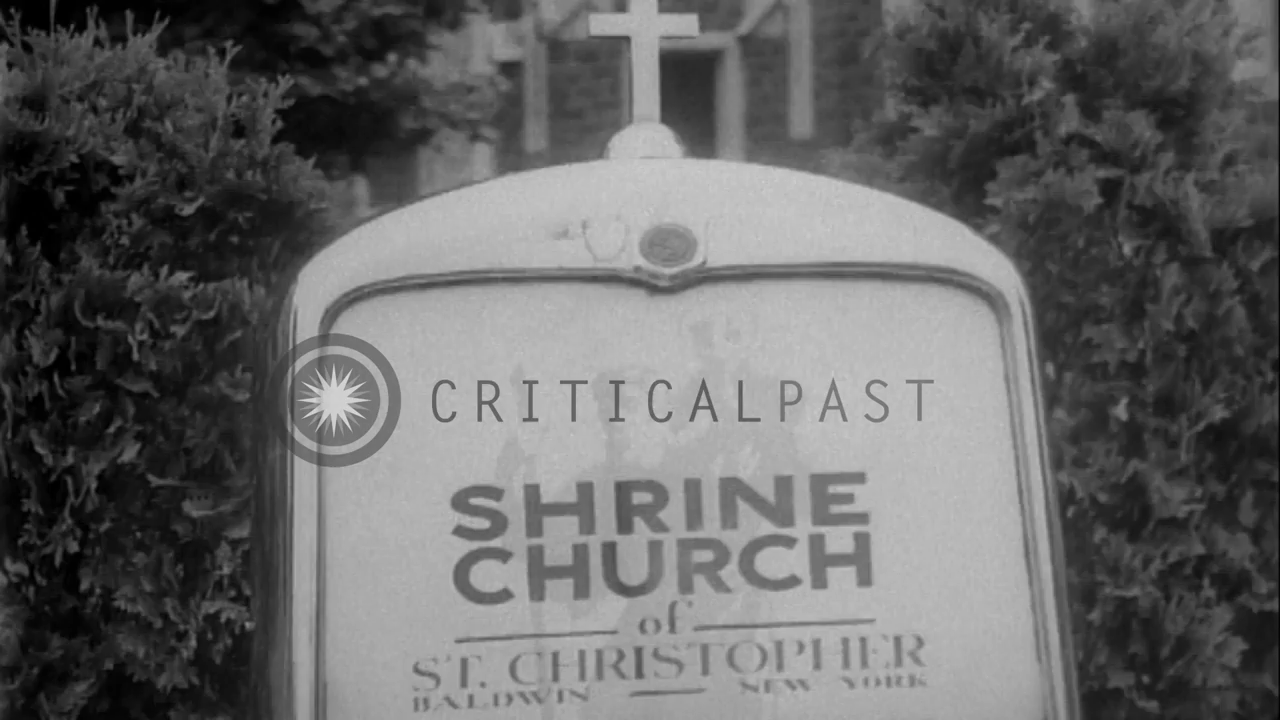 CRITICALPAST
SHRINE
CHURCH
of
ST. CHRISTOPHER
BALDWIN — NEW YORK